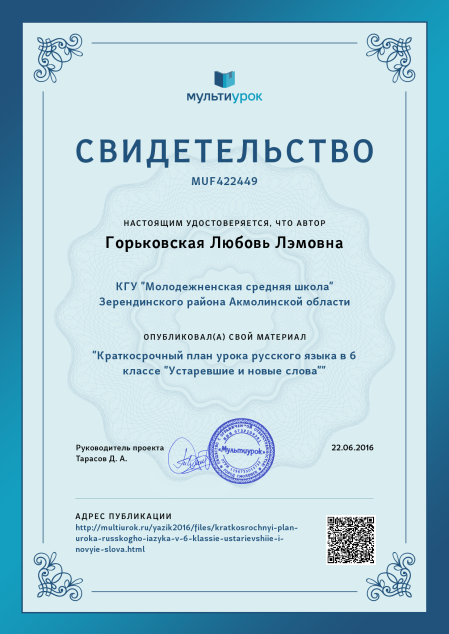 мультиурок
СВИДЕТЕЛЬСТВО
MUF422449
НАСТОЯЩИМ УДОСТОВЕРЯЕТСЯ, ЧТО АВТОР
Горьковская Любовь Лэмовна
КГУ "Молодежненская средняя школа"
Зерендинского района Акмолинской области
ОПУБЛИКОВАЛ(А) СВОЙ МАТЕРИАЛ
"Краткосрочный план урока русского языка в 6
классе "Устаревшие и новые слова""
Руководитель проекта
Тарасов Д. А.
«Мультиурок»
22.06.2016
АДРЕС ПУБЛИКАЦИИ
http://multiurok.ru/yazik2016/files/kratkosrochnyi-plan-
uroka-russkogho-iazyka-v-6-klassie-ustarievshiie-i-
novyie-slova.html